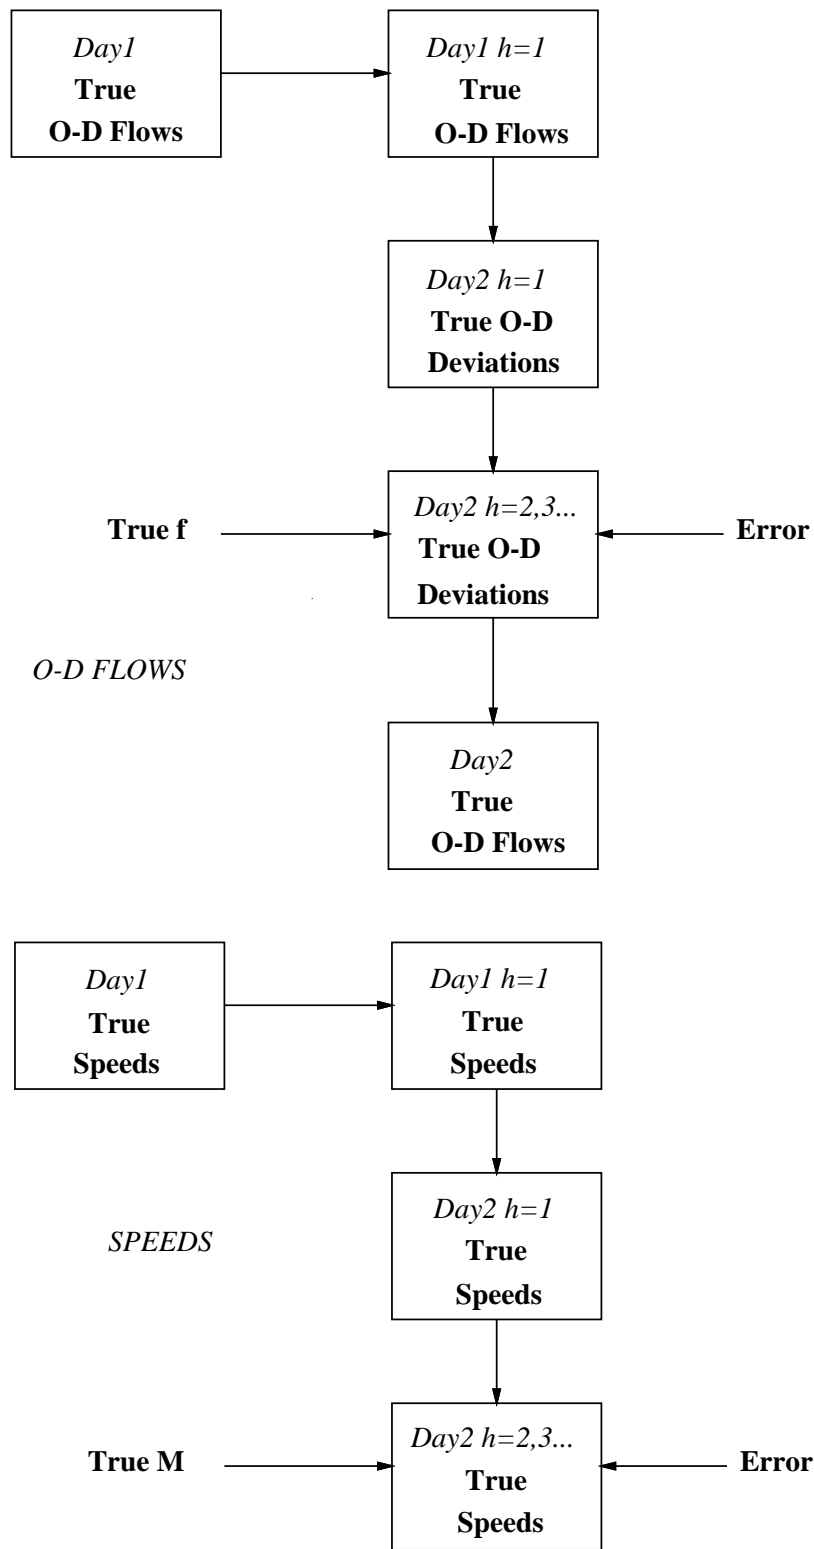 Day1
True
O-D Flows
Day1 h=1
True
O-D Flows
Day2 h=1
True O-D
Deviations
True f
Day2 h=2,3...
True O-D
Deviations
Error
O-D FLOWS
Day2
True
O-D Flows
Day1
True
Speeds
Day1 h=1
True
Speeds
SPEEDS
Day2 h=1
True
Speeds
True M
Day2 h=2,3...
True
Speeds
Error